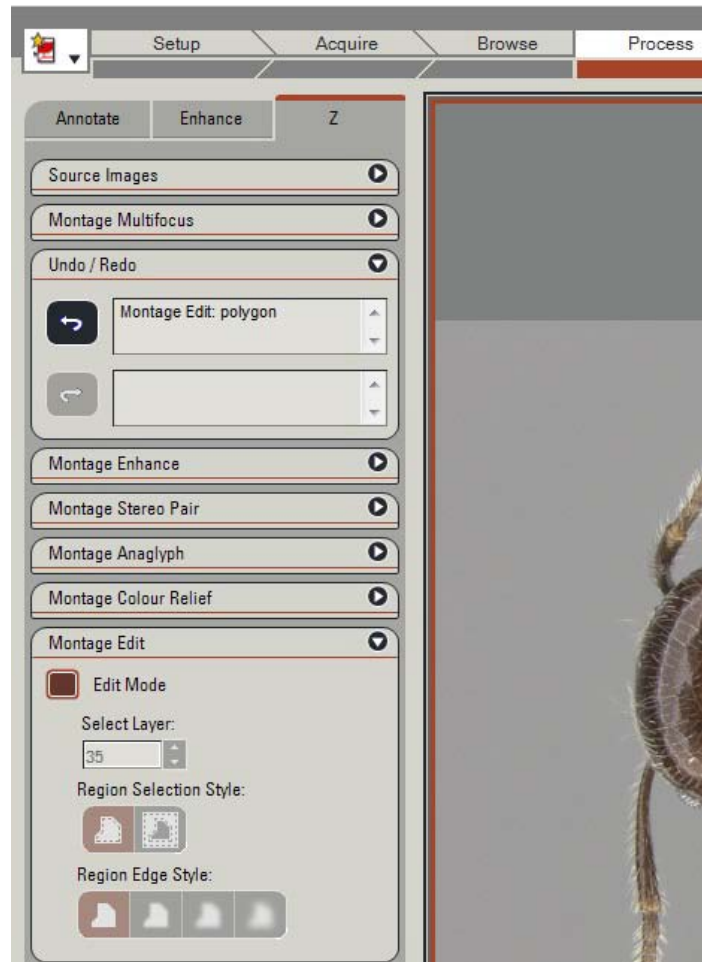 Setup
Acquire
Browse
Process
Annotate
Enhance
Z
Source Images
Montage Multifocus
Undo / Redo
Montage Edit: polygon
Montage Enhance
Montage Stereo Pair
Montage Anaglyph
Montage Colour Relief
Montage Edit
Edit Mode
Select Layer:
35
Region Selection Style:
Region Edge Style: